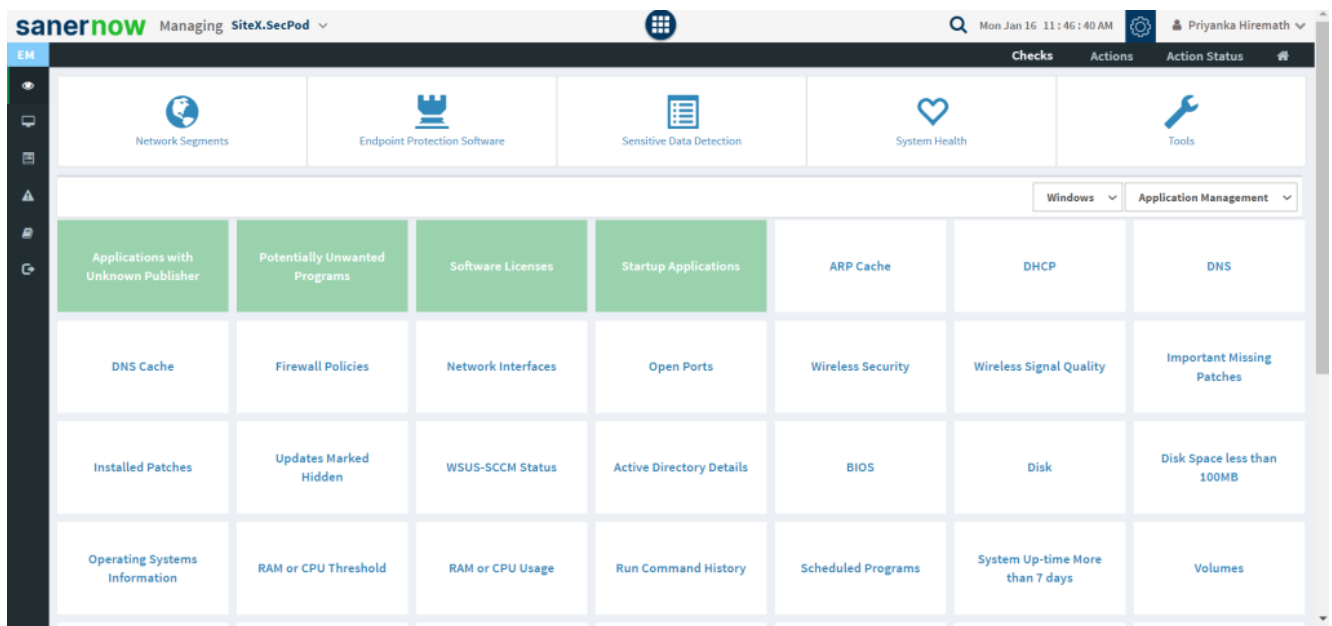 sanernow Managing SiteX.SecPod Mon Jan 16 11:46:40 AM Priyanka Hiremath
EM Checks Actions Action Status
Network Segments Endpoint Protection Software Sensitive Data Detection System Health Tools
Windows Application Management
Applications with
Unknown Publisher
Potentially Unwanted
Programs
Software Licenses
Startup Applications
ARP Cache
DHCP
DNS
DNS Cache
Firewall Policies
Network Interfaces
Open Ports
Wireless Security
Wireless Signal Quality
Important Missing
Patches
Installed Patches
Updates Marked
Hidden
WSUS-SCCM Status
Active Directory Details
BIOS
Disk
Disk Space less than
100MB
Operating Systems
Information
RAM or CPU Threshold
RAM or CPU Usage
Run Command History
Scheduled Programs
System Up-time More
than 7 days
Volumes